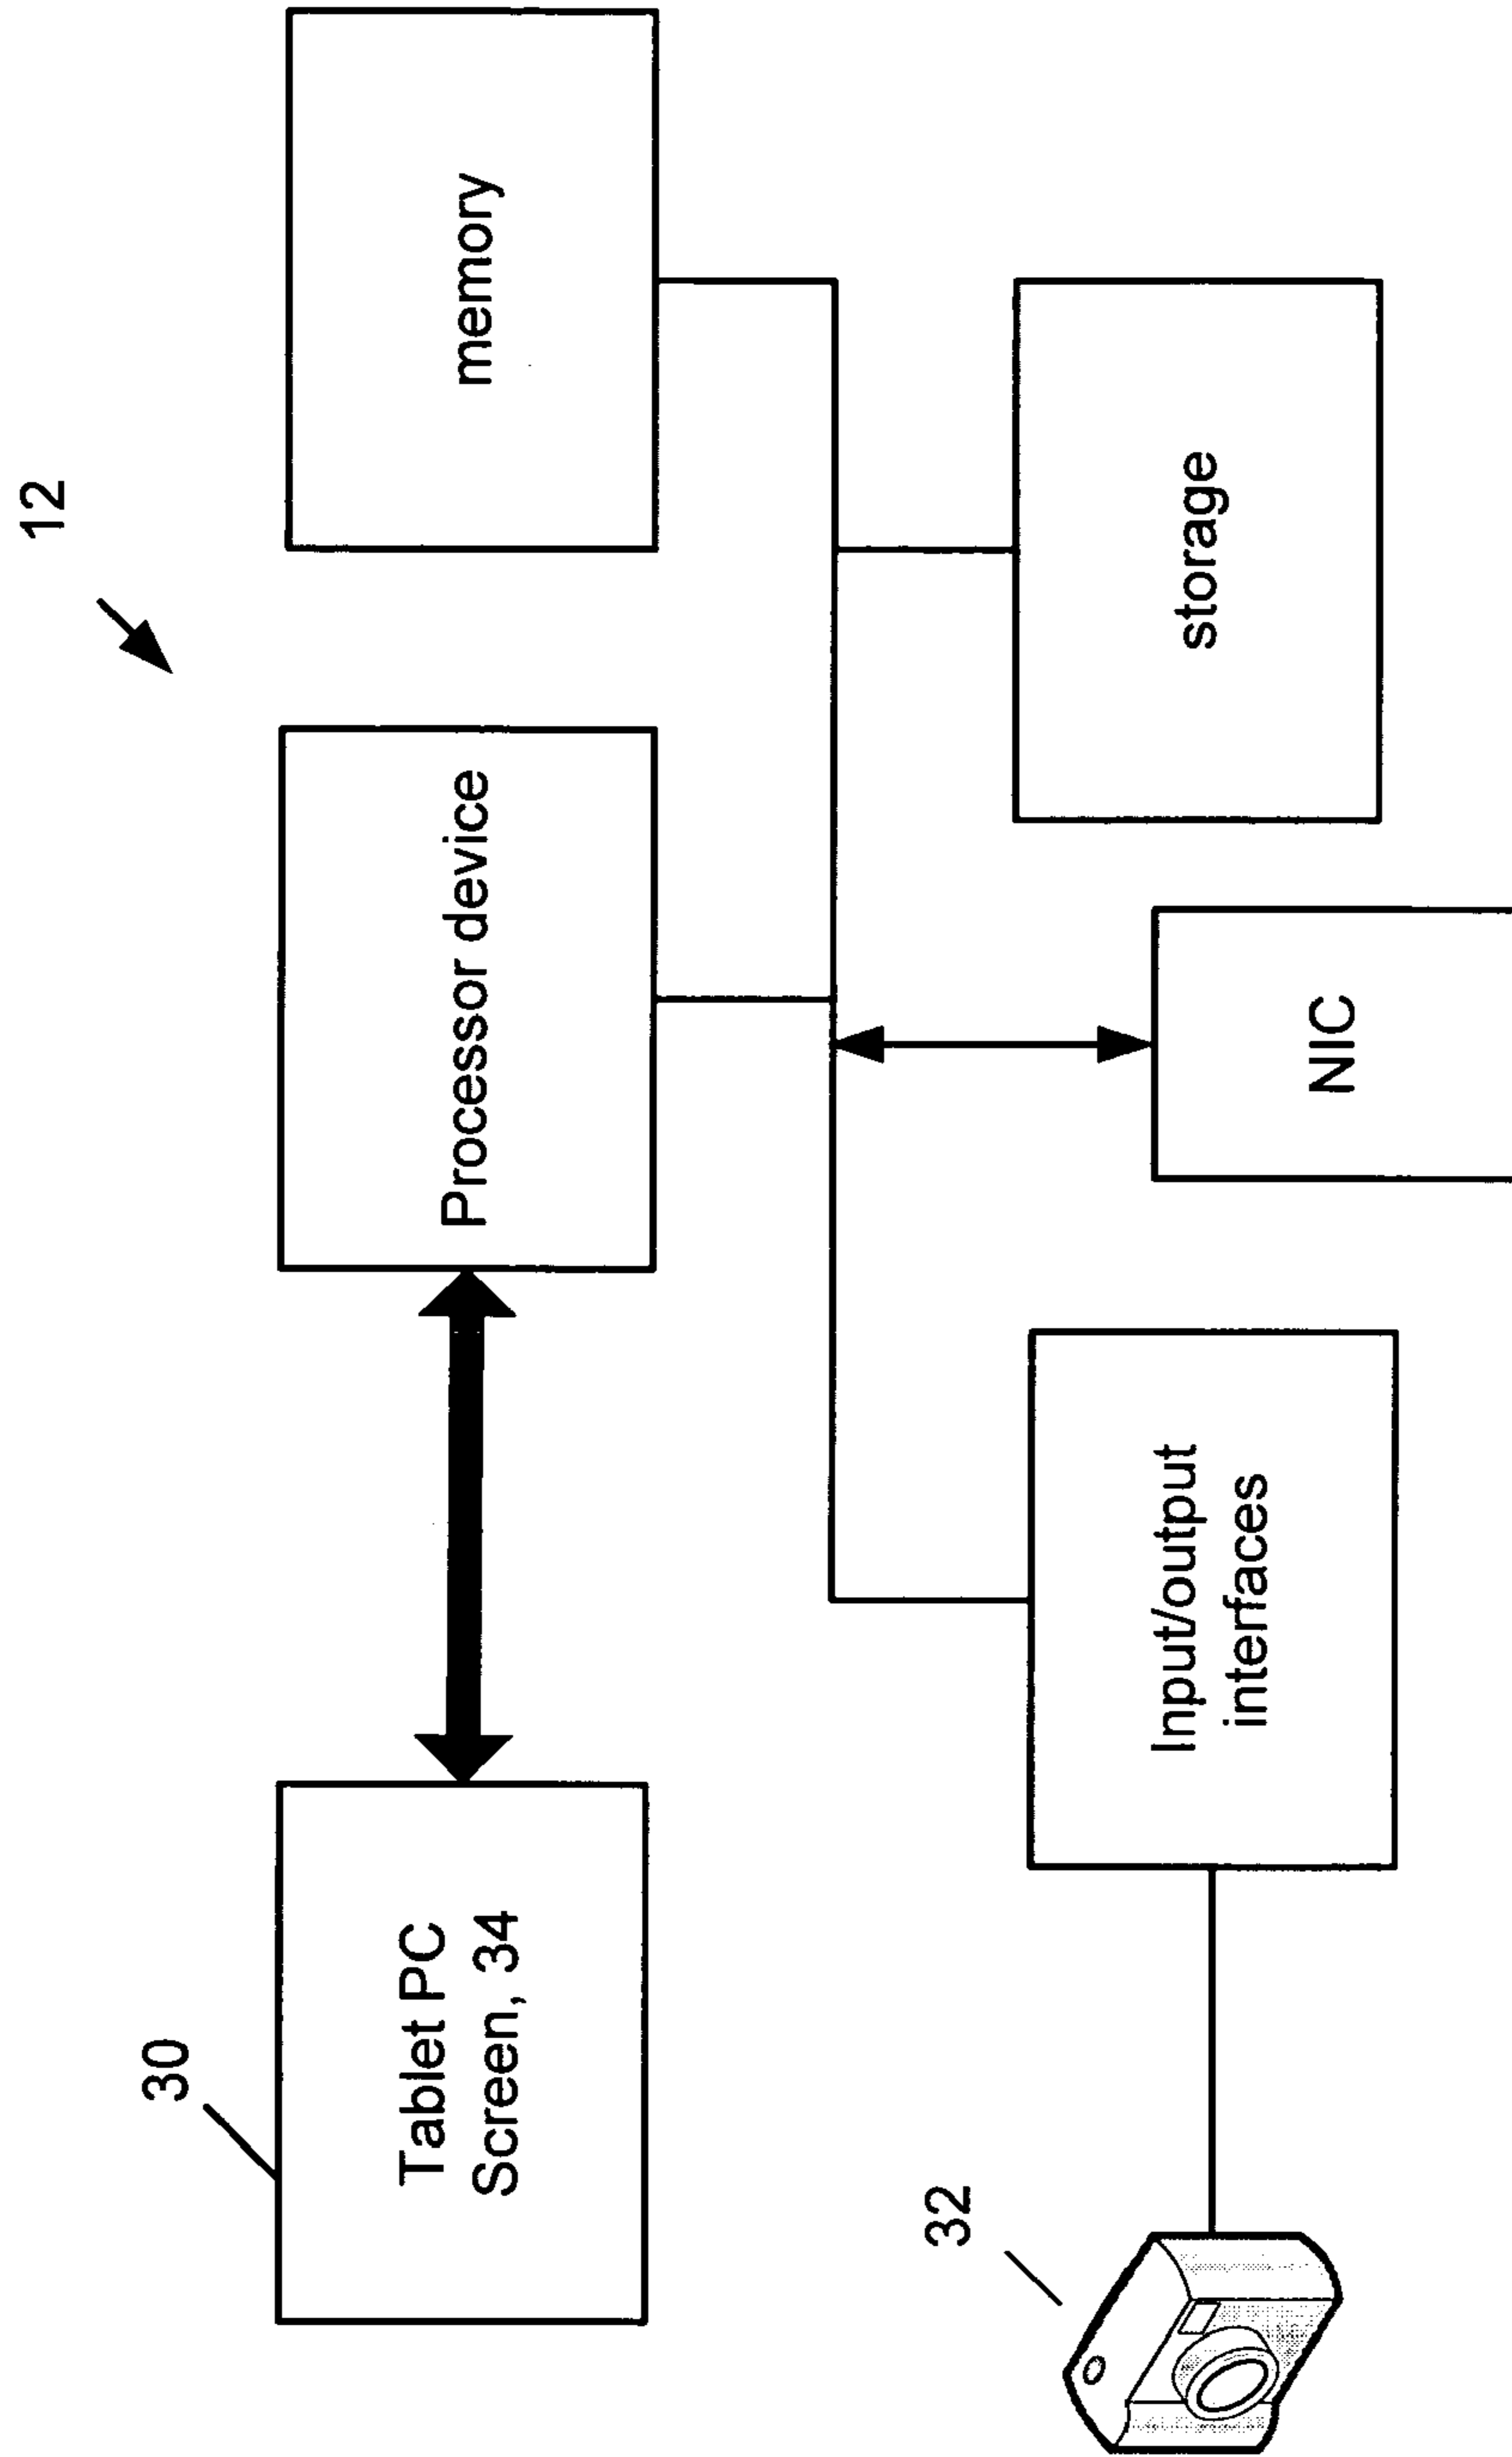 12
30
Tablet PC
Screen, 34
Processor device
memory
32
Input/output
interfaces
NIC
storage